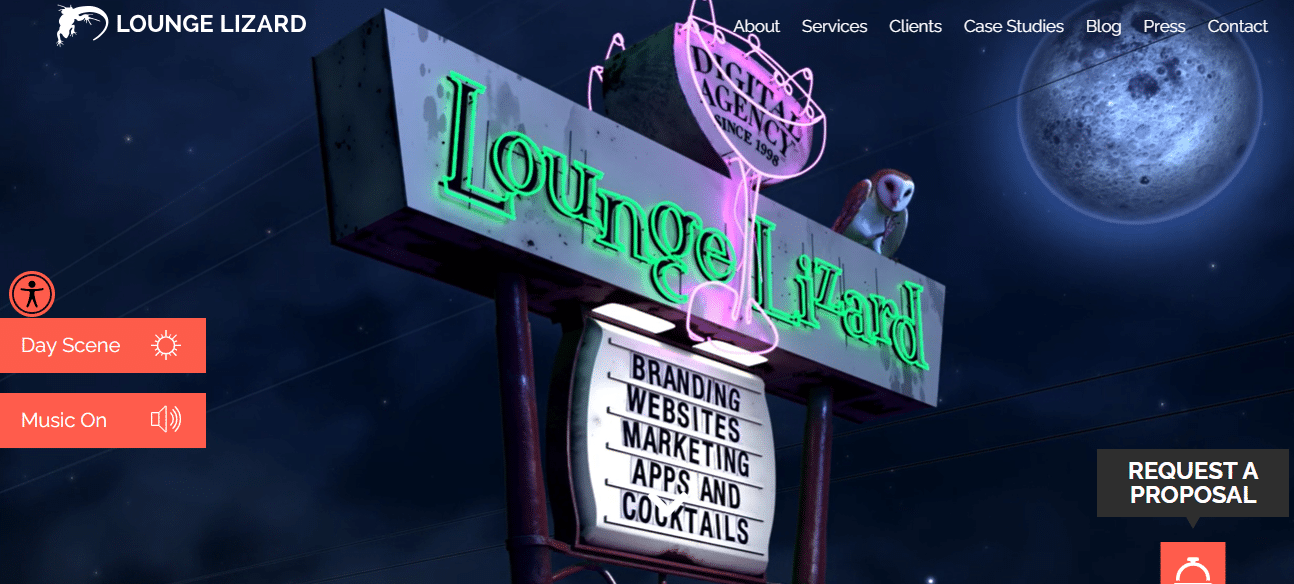 LOUNGE LIZARD
About Services Clients Case Studies Blog Press Contact
DIGITAL
AGENCY
SINCE 1998
Lounge Lizard
Day Scene
Music On
BRANDING
WEBSITES
MARKETING
APPS AND
COCKTAILS
REQUEST A
PROPOSAL